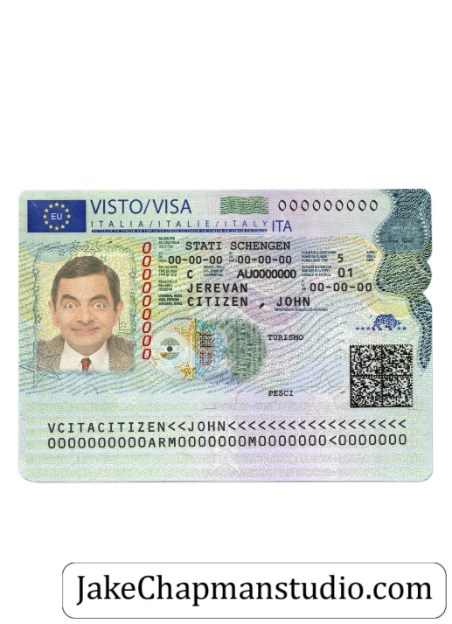 EU
VISTO/VISA 000000000
ITALIA/ITALIE/ITALY ITA
STATI SCHENGEN
00-00-00 00-00-00 5
C AU0000000 01
JEREVAN 00-00-00
CITIZEN , JOHN
000000000
TURISMO
PESCI
VCITACITIZEN<<JOHN<<<<<<<<<<<<<<<<<<
0000000000ARM0000000M0000000<0000000
JakeChapmanstudio.com